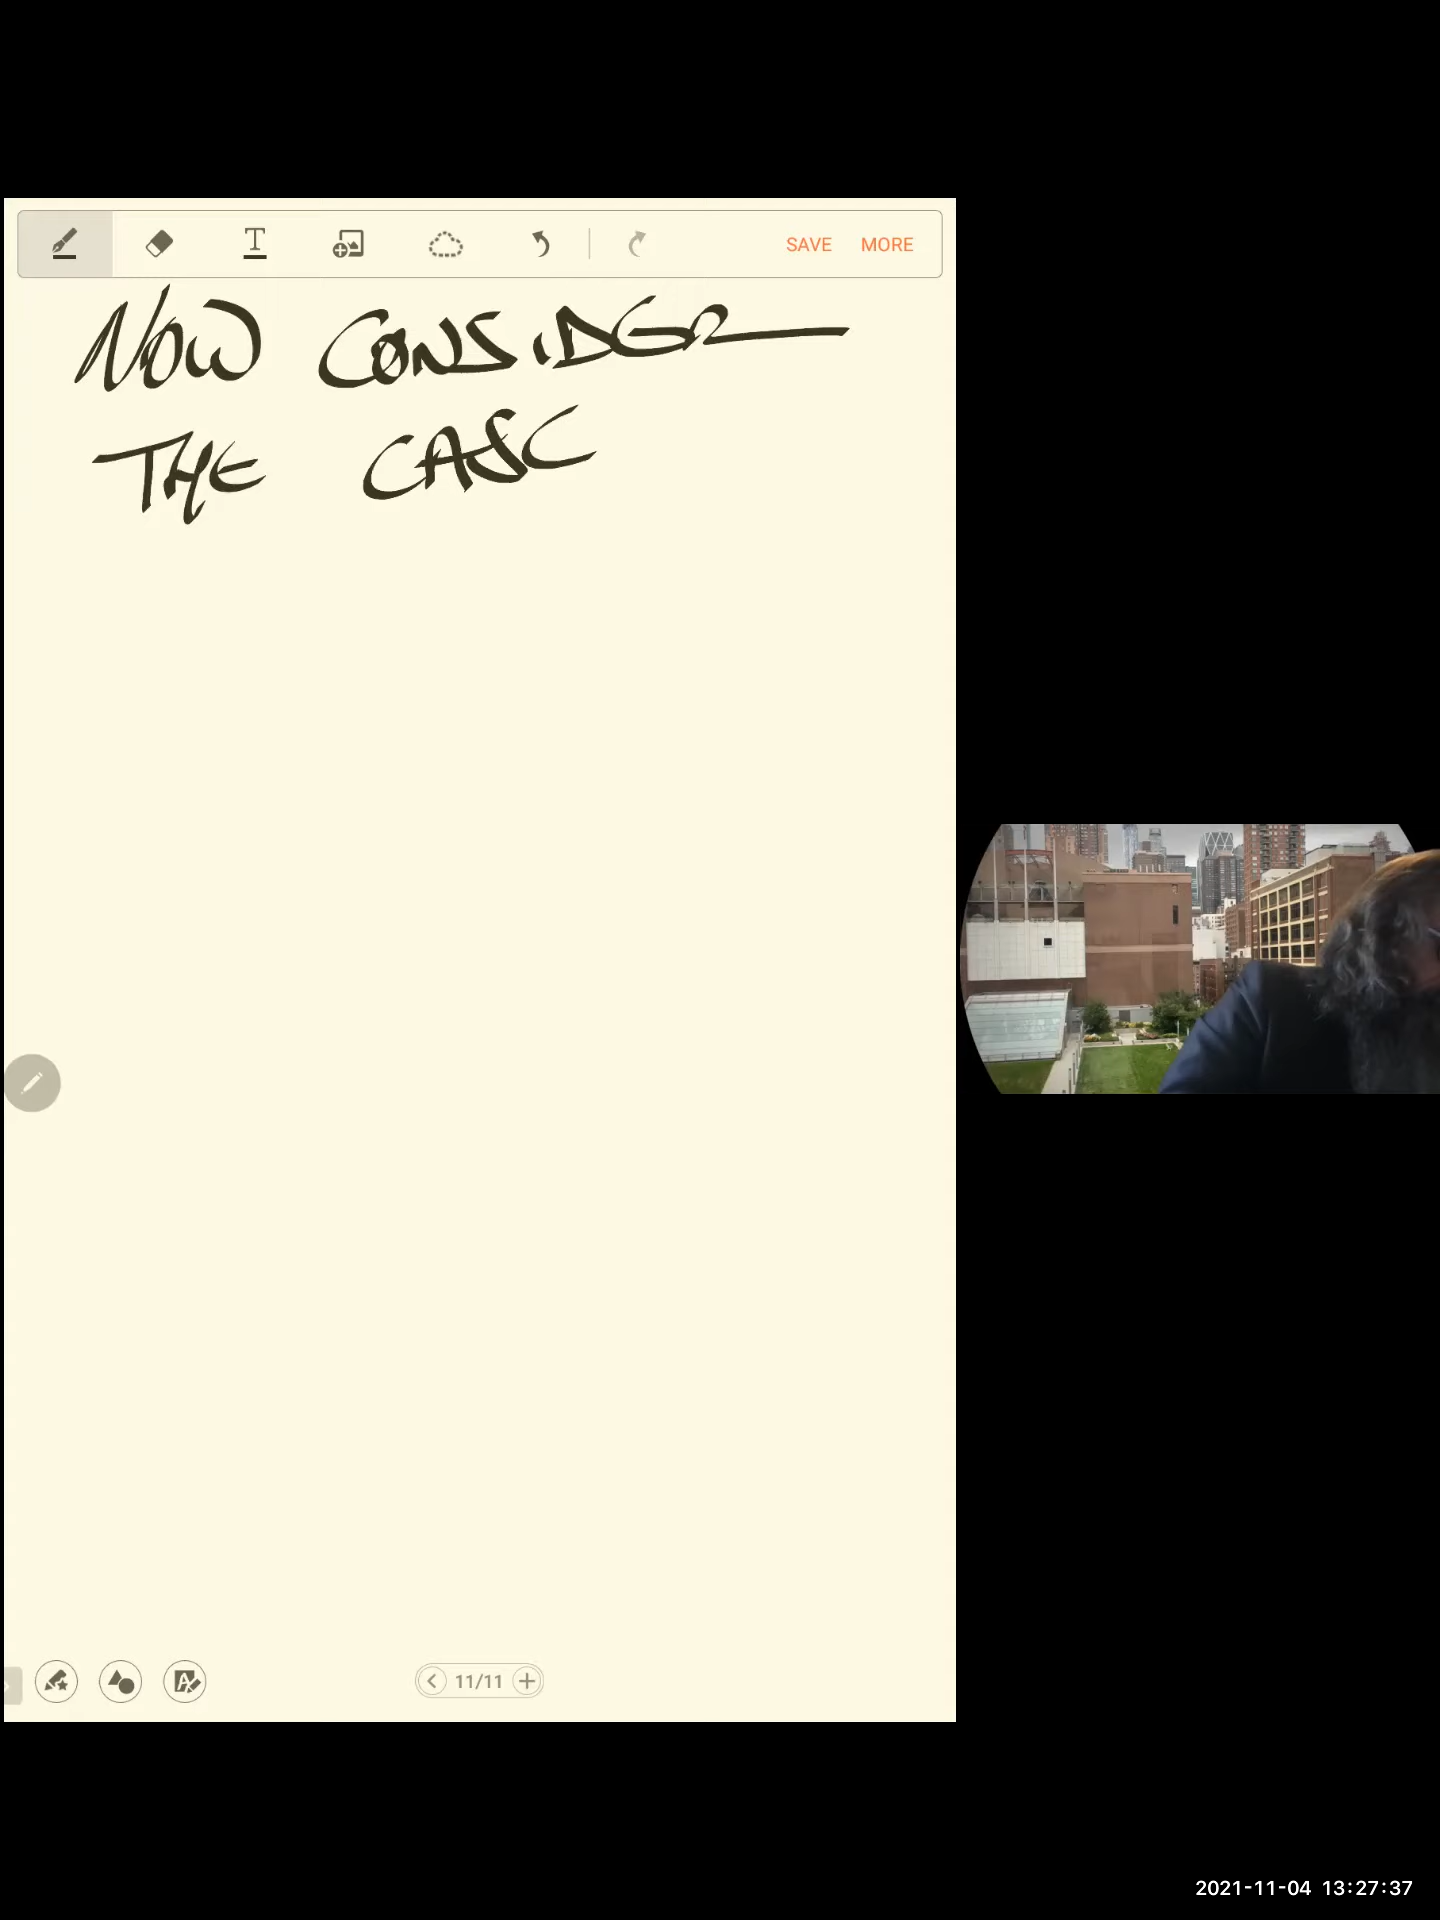 SAVE MORE
NOW CONSIDER
THE CASE
11/11
2021-11-04 13:27:37